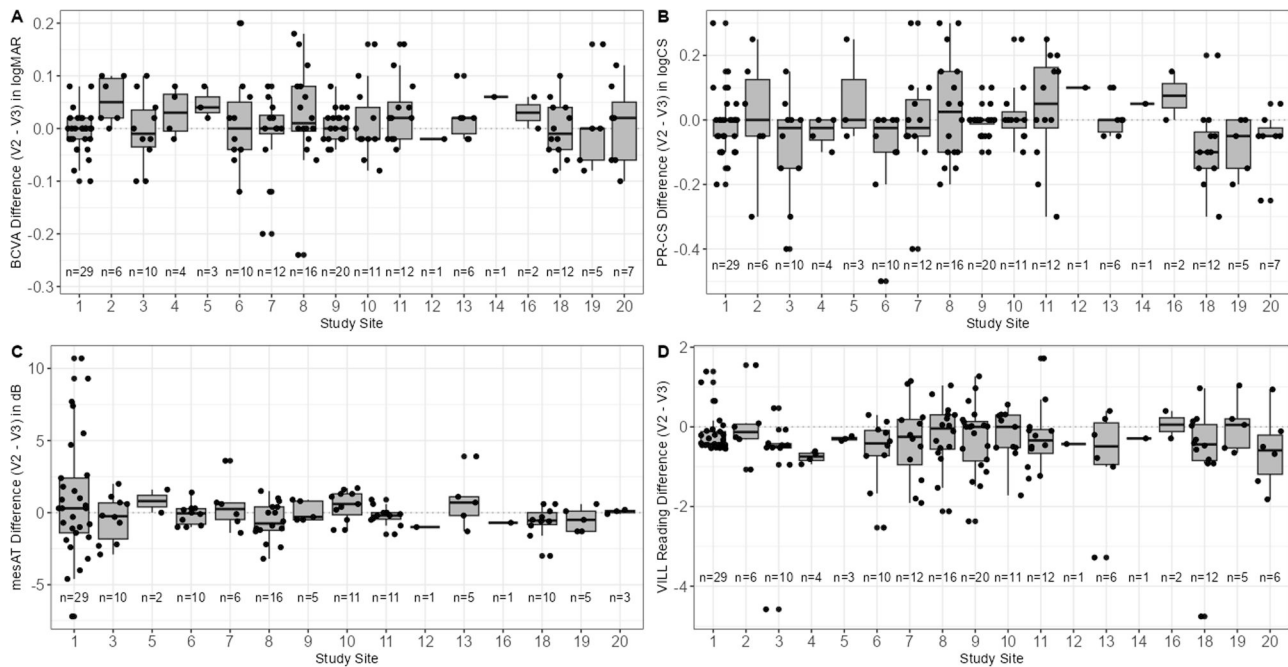 A
BCVA Difference (V2 - V3) in logMAR
0.2
0.1
0.0
-0.1
-0.2
-0.3
n=29 n=6 n=10 n=4 n=3 n=10 n=12 n=16 n=20 n=11 n=12 n=1 n=6 n=1 n=2 n=12 n=5 n=7
1 2 3 4 5 6 7 8 9 10 11 12 13 14 16 18 19 20
Study Site
B
PR-CS Difference (V2 - V3) in logCS
0.2
0.0
-0.2
-0.4
n=29 n=6 n=10 n=4 n=3 n=10 n=12 n=16 n=20 n=11 n=12 n=1 n=6 n=1 n=2 n=12 n=5 n=7
1 2 3 4 5 6 7 8 9 10 11 12 13 14 16 18 19 20
Study Site
C
mesAT Difference (V2 - V3) in dB
10
5
0
-5
n=29 n=10 n=2 n=10 n=6 n=16 n=5 n=11 n=11 n=1 n=5 n=1 n=10 n=5 n=3
1 3 5 6 7 8 9 10 11 12 13 16 18 19 20
Study Site
D
VILL Reading Difference (V2 - V3)
2
0
-2
-4
n=29 n=6 n=10 n=4 n=3 n=10 n=12 n=16 n=20 n=11 n=12 n=1 n=6 n=1 n=2 n=12 n=5 n=6
1 2 3 4 5 6 7 8 9 10 11 12 13 14 16 18 19 20
Study Site